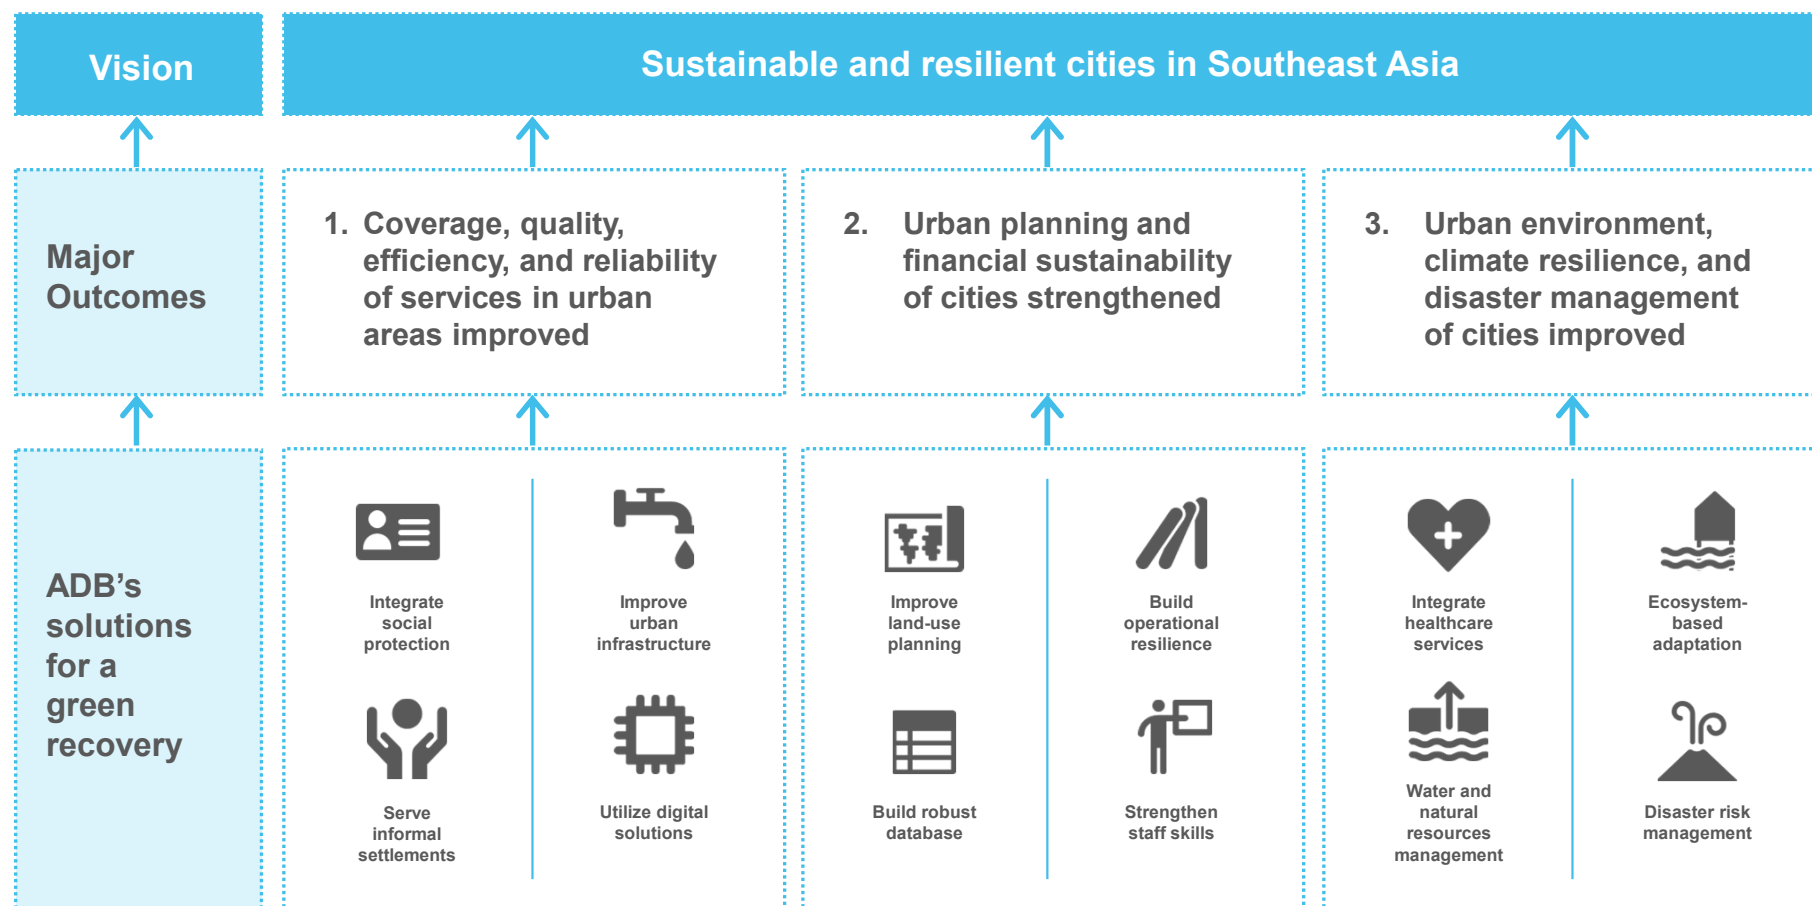 Vision
Sustainable and resilient cities in Southeast Asia
Major
Outcomes
1. Coverage, quality,
efficiency, and reliability
of services in urban
areas improved
2. Urban planning and
financial sustainability
of cities strengthened
3. Urban environment,
climate resilience, and
disaster management
of cities improved
ADB’s
solutions
for a
green
recovery
Integrate
social
protection
Improve
urban
infrastructure
Serve
informal
settlements
Utilize digital
solutions
Improve
land-use
planning
Build
operational
resilience
Build robust
database
Strengthen
staff skills
Integrate
healthcare
services
Ecosystem-
based
adaptation
Water and
natural
resources
management
Disaster risk
management